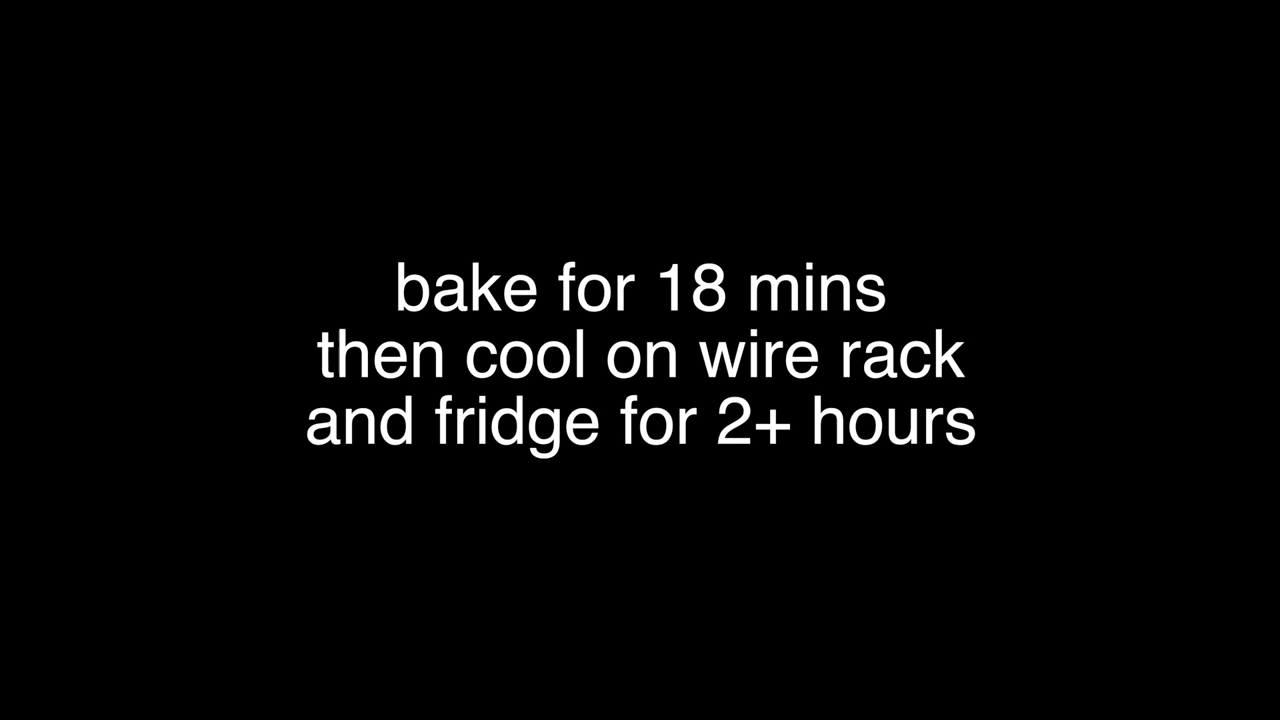 bake for 18 mins
then cool on wire rack
and fridge for 2+ hours